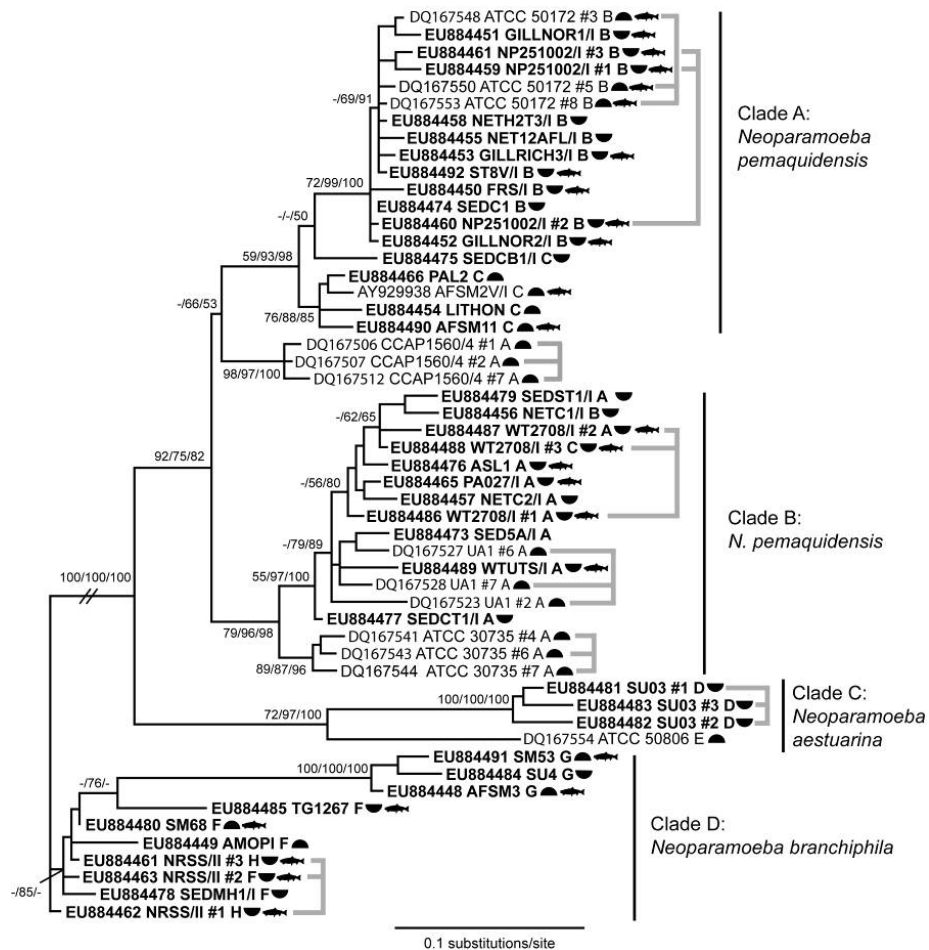 DQ167548 ATCC 50172 #3 B
EU884451 GILLNOR1/I B
EU884461 NP251002/I #3 B
EU884459 NP251002/I #1 B
DQ167550 ATCC 50172 #5 B
-/69/91
DQ167553 ATCC 50172 #8 B
EU884458 NETH2T3/I B
Clade A:
Neoparamoeba
pemaquidensis
EU884455 NET12AFL/I B
EU884453 GILLRICH3/I B
EU884492 ST8V/I B
72/99/100
EU884450 FRS/I B
EU884474 SEDC1 B
-/-/50
EU884460 NP251002/I #2 B
EU884452 GILLNOR2/I B
59/93/98
EU884475 SEDCB1/I C
EU884466 PAL2 C
AY929938 AFSM2V/I C
-/66/53
EU884454 LITHON C
76/88/85
EU884490 AFSM11 C
DQ167506 CCAP1560/4 #1 A
DQ167507 CCAP1560/4 #2 A
98/97/100
DQ167512 CCAP1560/4 #7 A
EU884479 SEDST1/I A
-/62/65
EU884456 NETC1/I B
EU884487 WT2708/I #2 A
EU884488 WT2708/I #3 C
92/75/82
EU884476 ASL1 A
-/56/80
EU884465 PA027/I A
EU884457 NETC2/I A
EU884486 WT2708/I #1 A
Clade B:
N. pemaquidensis
-/79/89
EU884473 SED5A/I A
DQ167527 UA1 #6 A
100/100/100
EU884489 WTUTS/I A
55/97/100
DQ167528 UA1 #7 A
DQ167523 UA1 #2 A
EU884477 SEDCT1/I A
79/96/98
DQ167541 ATCC 30735 #4 A
DQ167543 ATCC 30735 #6 A
89/87/96
DQ167544 ATCC 30735 #7 A
EU884481 SU03 #1 D
100/100/100
EU884483 SU03 #3 D
Clade C:
Neoparamoeba
aestuarina
72/97/100
EU884482 SU03 #2 D
DQ167554 ATCC 50806 E
EU884491 SM53 G
100/100/100
EU884484 SU4 G
-/76/-
EU884448 AFSM3 G
EU884485 TG1267 F
EU884480 SM68 F
Clade D:
Neoparamoeba branchiphila
EU884449 AMOPI F
EU884461 NRSS/II #3 H
EU884463 NRSS/II #2 F
-/85/-
EU884478 SEDMH1/I F
EU884462 NRSS/II #1 H
0.1 substitutions/site